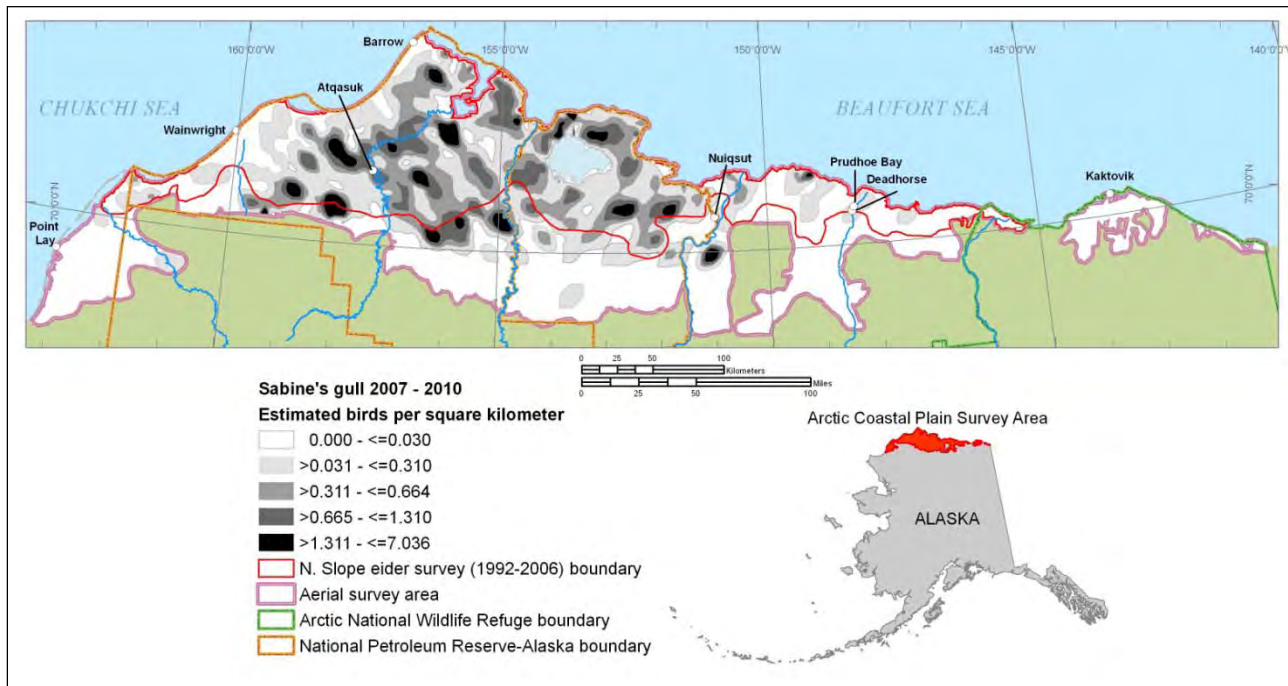 160°0'0"W
155°0'0"W
150°0'0"W
145°0'0"W
140°0'0"W
Barrow
Atqasuk
CHUKCHI SEA
BEAUFORT SEA
Wainwright
Nuiqsut
Prudhoe Bay
Deadhorse
Kaktovik
70°0'0"N
70°0'0"N
Point
Lay
0 25 50 100
Kilometers
Miles
0 25 50 100
Sabine's gull 2007 - 2010
Estimated birds per square kilometer
0.000 - <=0.030
>0.031 - <=0.310
>0.311 - <=0.664
>0.665 - <=1.310
>1.311 - <=7.036
N. Slope eider survey (1992-2006) boundary
Aerial survey area
Arctic National Wildlife Refuge boundary
National Petroleum Reserve-Alaska boundary
Arctic Coastal Plain Survey Area
ALASKA